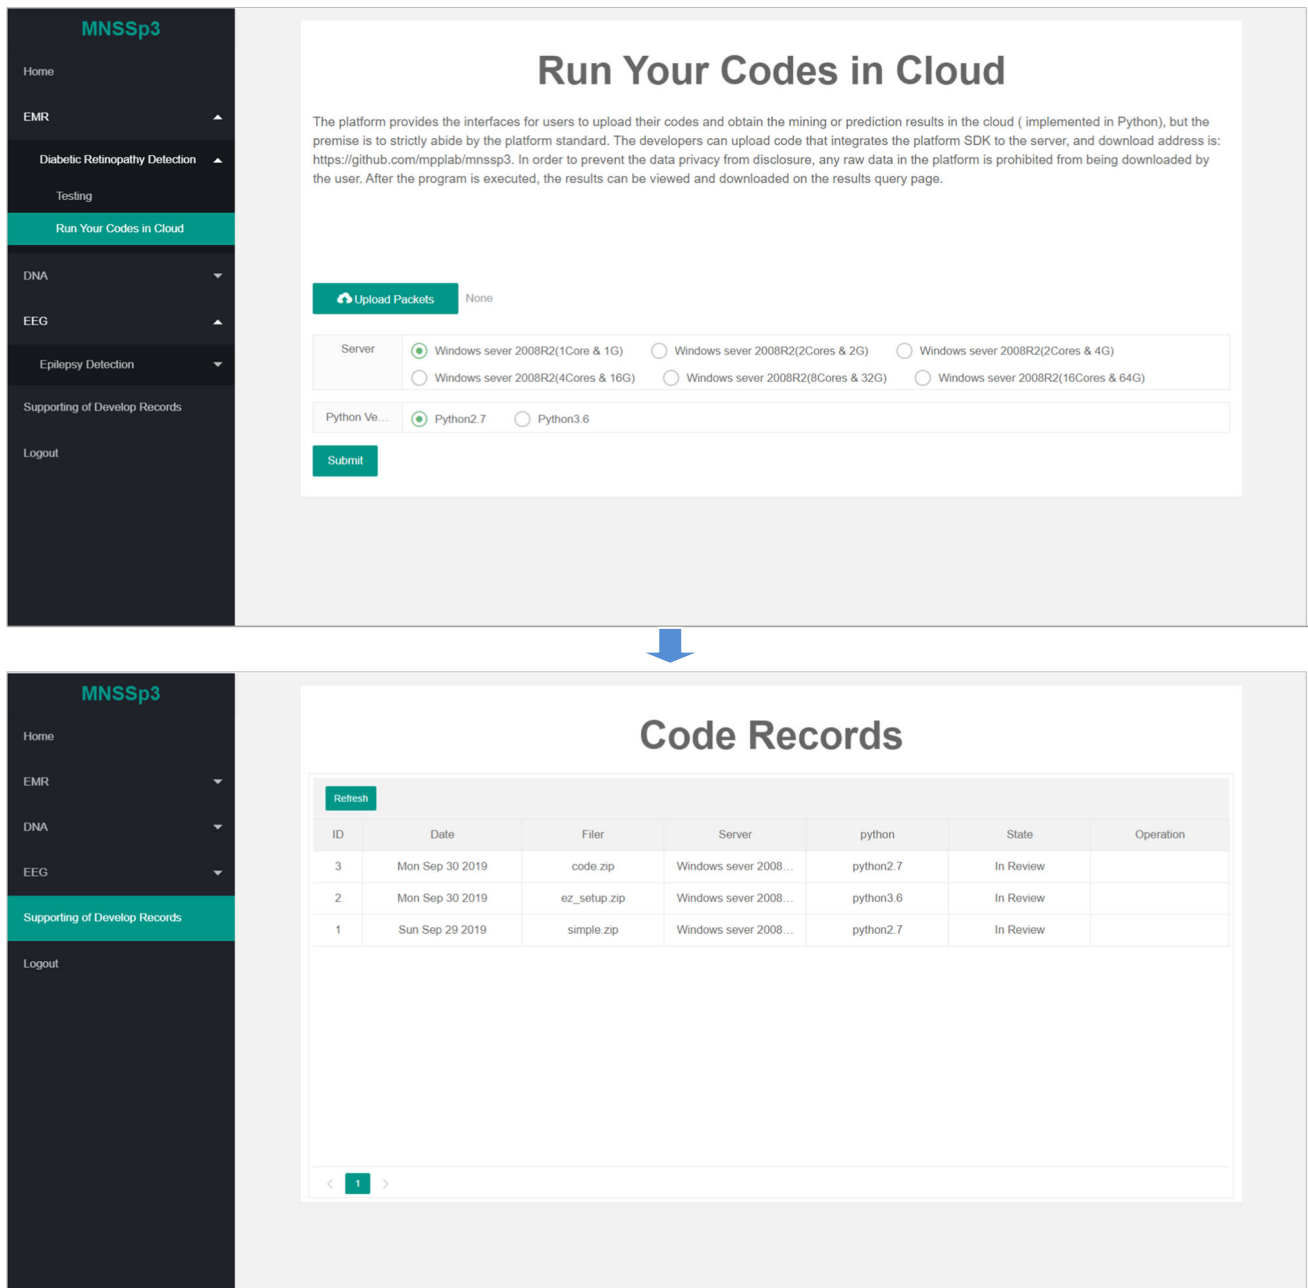 MNSSp3
Home
EMR
Diabetic Retinopathy Detection
Testing
Run Your Codes in Cloud
DNA
EEG
Epilepsy Detection
Supporting of Develop Records
Logout
Run Your Codes in Cloud
The platform provides the interfaces for users to upload their codes and obtain the mining or prediction results in the cloud ( implemented in Python), but the
premise is to strictly abide by the platform standard. The developers can upload code that integrates the platform SDK to the server, and download address is:
https://github.com/mpplab/mnssp3. In order to prevent the data privacy from disclosure, any raw data in the platform is prohibited from being downloaded by
the user. After the program is executed, the results can be viewed and downloaded on the results query page.
Upload Packets None
Server Windows sever 2008R2(1Core & 1G) Windows sever 2008R2(2Cores & 2G) Windows sever 2008R2(2Cores & 4G)
Windows sever 2008R2(4Cores & 16G) Windows sever 2008R2(8Cores & 32G) Windows sever 2008R2(16Cores & 64G)
Python Ve... Python2.7 Python3.6
Submit
MNSSp3
Home
EMR
DNA
EEG
Supporting of Develop Records
Logout
Code Records
Refresh
ID Date Filer Server python State Operation
3 Mon Sep 30 2019 code.zip Windows sever 2008... python2.7 In Review
2 Mon Sep 30 2019 ez_setup.zip Windows sever 2008... python3.6 In Review
1 Sun Sep 29 2019 simple.zip Windows sever 2008... python2.7 In Review
1